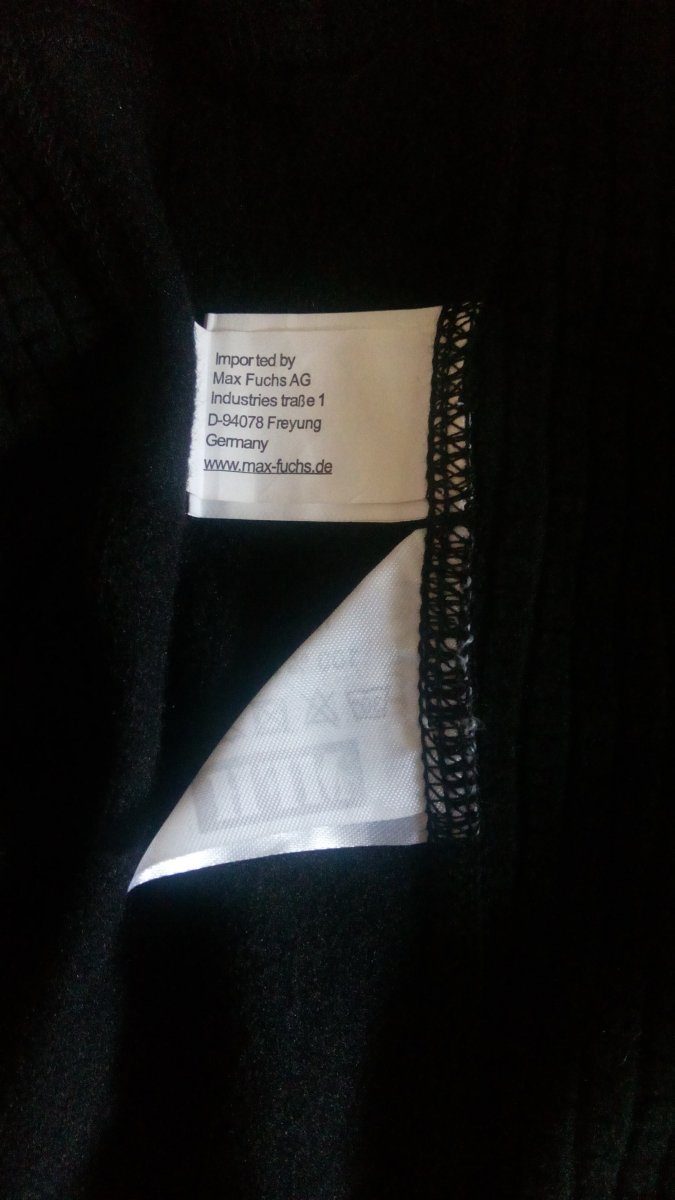 Imported by
Max Fuchs AG
Industries traße 1
D-94078 Freyung
Germany
www.max-fuchs.de